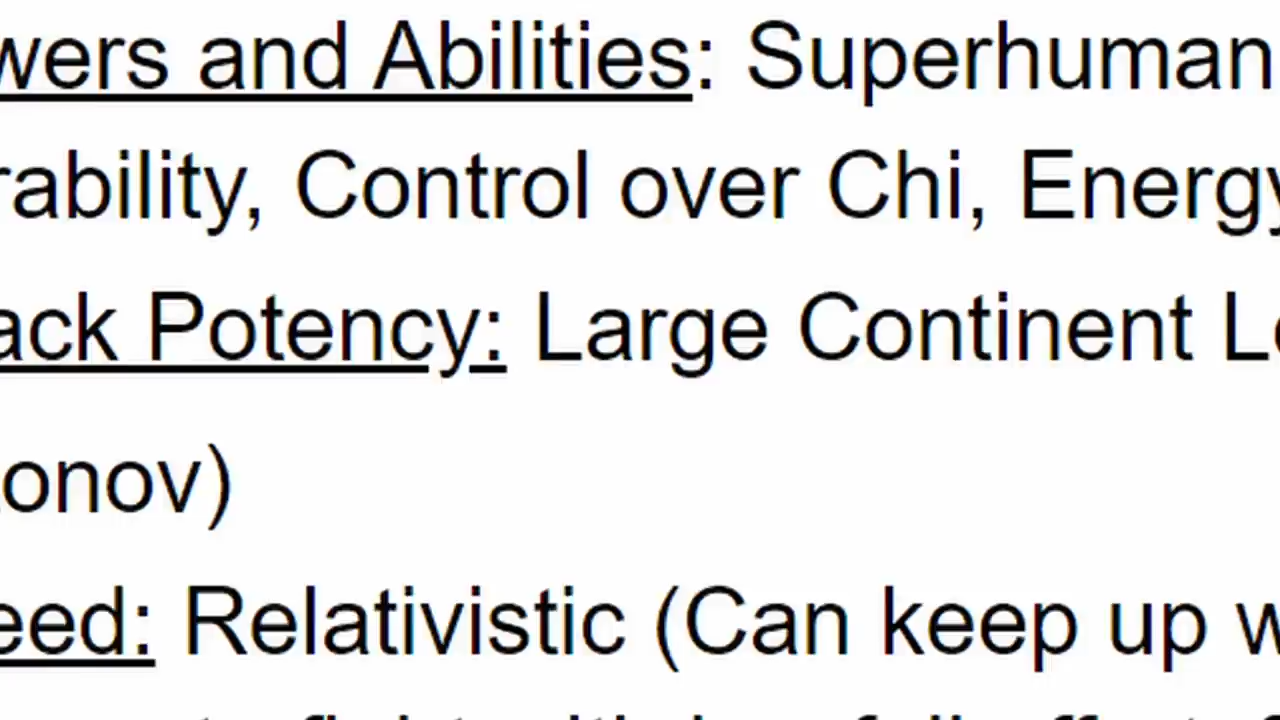 wers and Abilities: Superhuman
rability, Control over Chi, Energy
ack Potency: Large Continent Le
onov)
eed: Relativistic (Can keep up w